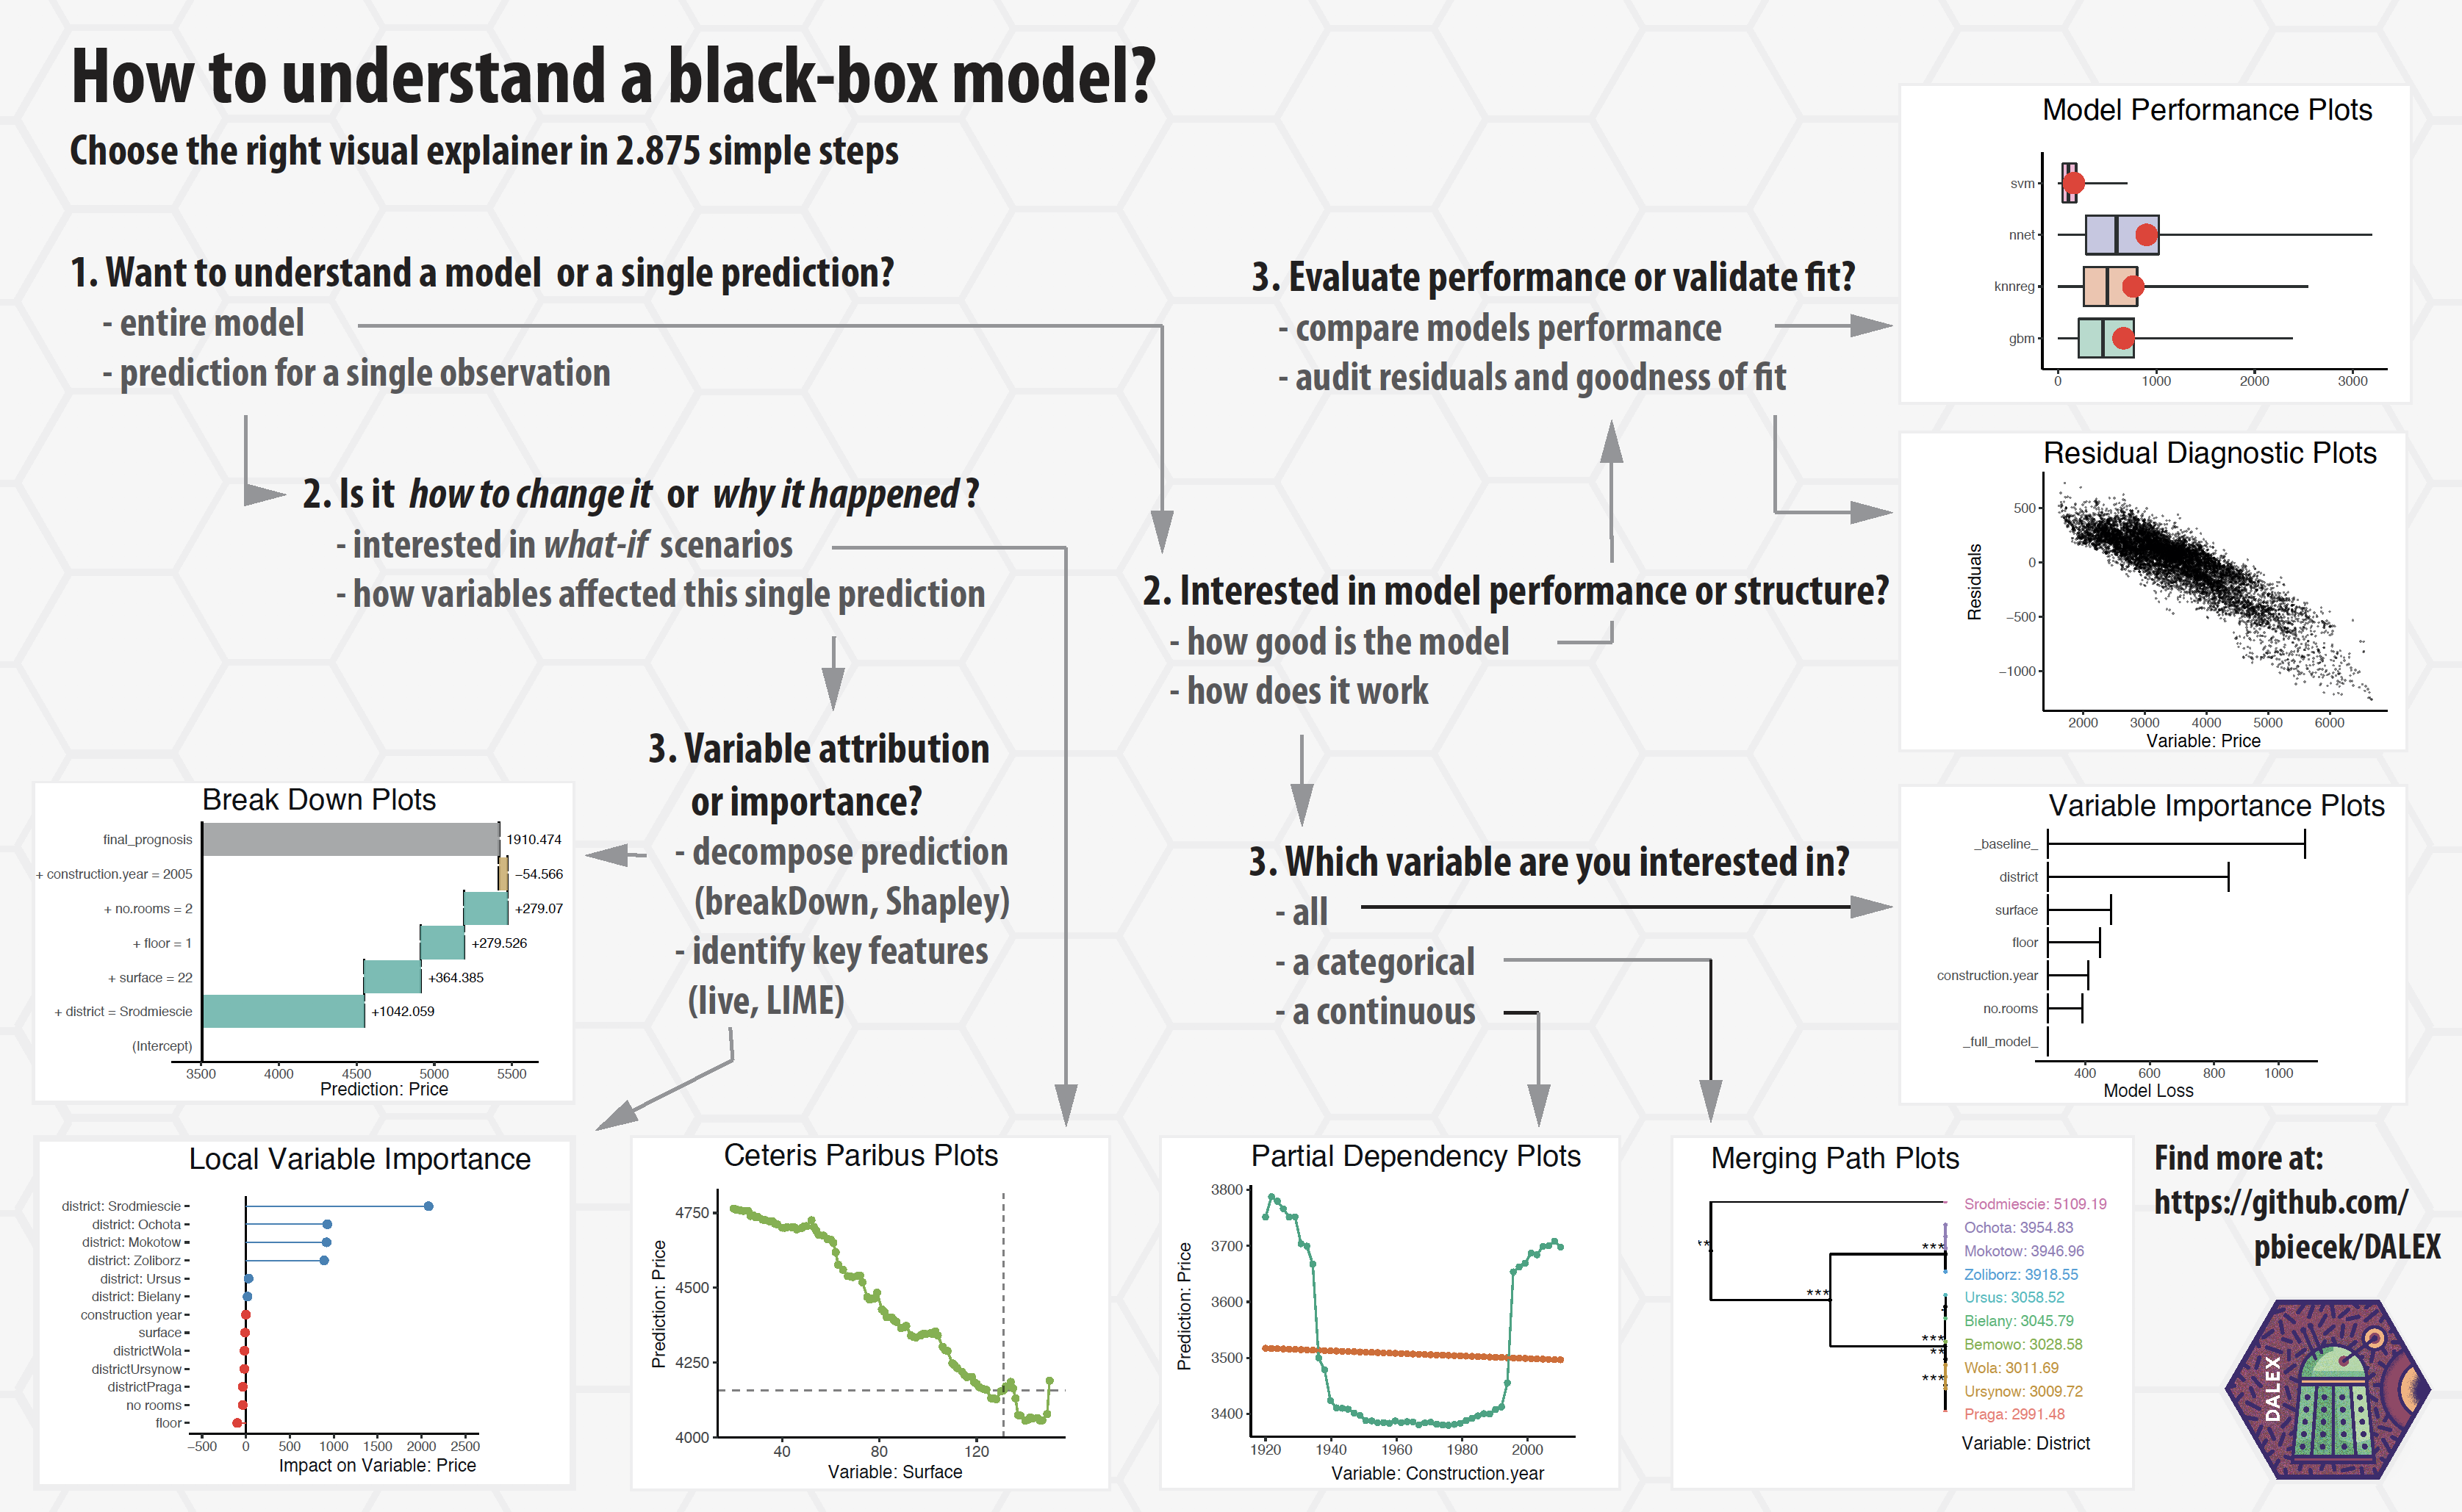 How to understand a black-box model?
Choose the right visual explainer in 2.875 simple steps
1. Want to understand a model or a single prediction?
- entire model
- prediction for a single observation
2. Is it how to change it or why it happened?
- interested in what-if scenarios
- how variables affected this single prediction
3. Variable attribution
or importance?
- decompose prediction
(breakDown, Shapley)
- identify key features
(live, LIME)
3. Evaluate performance or validate fit?
- compare models performance
- audit residuals and goodness of fit
2. Interested in model performance or structure?
- how good is the model
- how does it work
3. Which variable are you interested in?
- all
- a categorical
- a continuous
Model Performance Plots
svm
nnet
knnreg
gbm
0 1000 2000 3000
Residual Diagnostic Plots
Residuals
500
0
−500
−1000
2000 3000 4000 5000 6000
Variable: Price
Variable Importance Plots
_baseline_
district
surface
floor
construction.year
no.rooms
_full_model_
400 600 800 1000
Model Loss
Break Down Plots
final_prognosis 1910.474
+ construction.year = 2005 −54.566
+ no.rooms = 2 +279.07
+ floor = 1 +279.526
+ surface = 22 +364.385
+ district = Srodmiescie +1042.059
(Intercept)
3500 4000 4500 5000 5500
Prediction: Price
Local Variable Importance
district: Srodmiescie
district: Ochota
district: Mokotow
district: Zoliborz
district: Ursus
district: Bielany
construction year
surface
districtWola
districtUrsynow
districtPraga
no rooms
floor
−500 0 500 1000 1500 2000 2500
Impact on Variable: Price
Ceteris Paribus Plots
Prediction: Price
4750
4500
4250
4000
40 80 120
Variable: Surface
Partial Dependency Plots
Prediction: Price
3800
3700
3600
3500
3400
1920 1940 1960 1980 2000
Variable: Construction.year
Merging Path Plots
**
***
***
***
**
***
Srodmiescie: 5109.19
Ochota: 3954.83
Mokotow: 3946.96
Zoliborz: 3918.55
Ursus: 3058.52
Bielany: 3045.79
Bemowo: 3028.58
Wola: 3011.69
Ursynow: 3009.72
Praga: 2991.48
Variable: District
Find more at:
https://github.com/
pbiecek/DALEX
DALEX